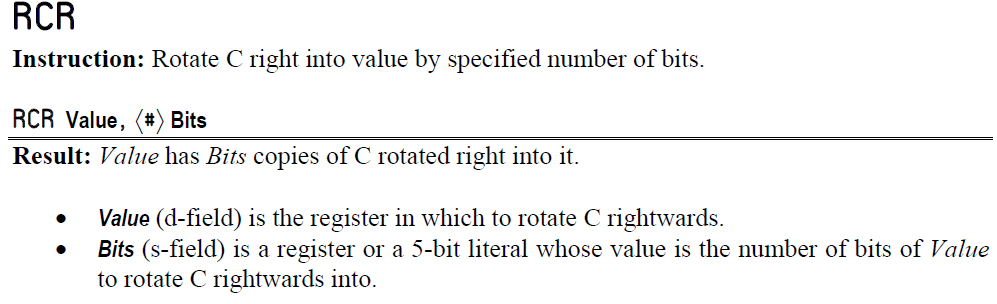 RCR
Instruction: Rotate C right into value by specified number of bits.
RCR Value, 〈#〉 Bits
Result: Value has Bits copies of C rotated right into it.
• Value (d-field) is the register in which to rotate C rightwards.
• Bits (s-field) is a register or a 5-bit literal whose value is the number of bits of Value
to rotate C rightwards into.